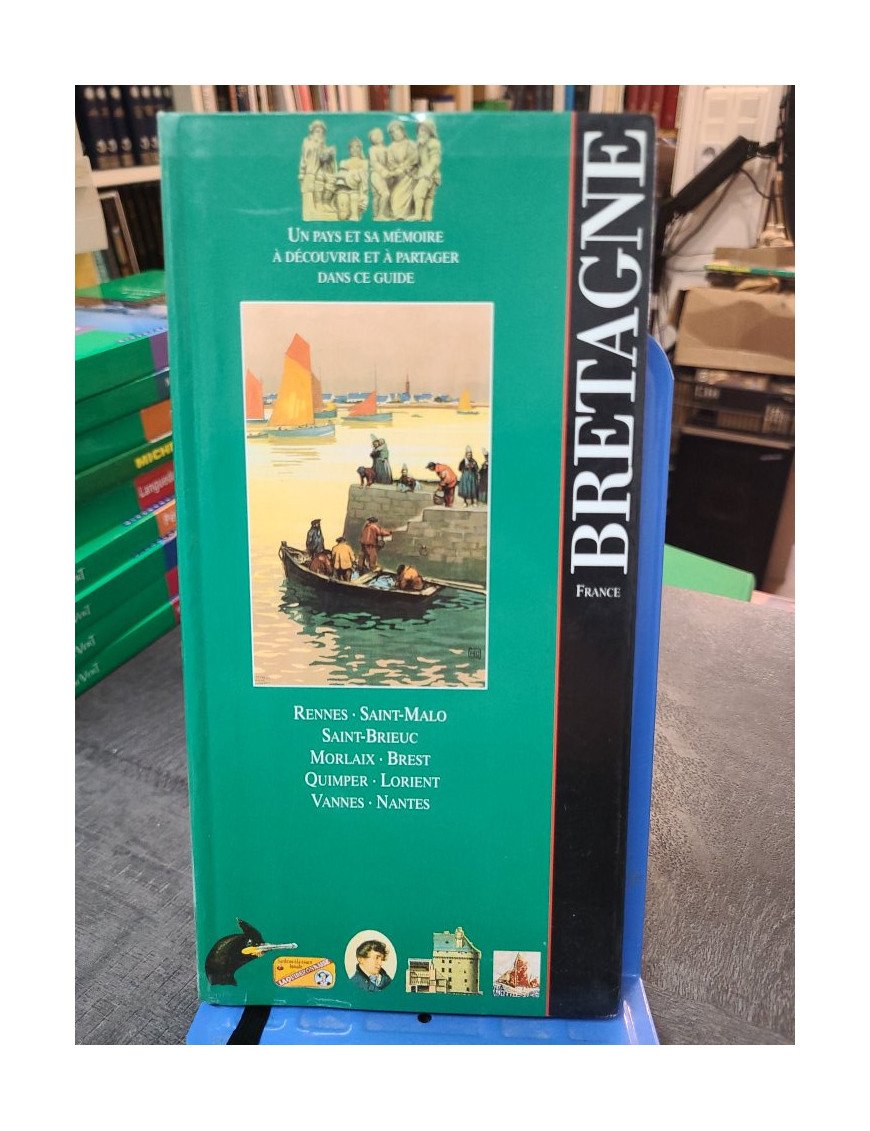 UN PAYS ET SA MÉMOIRE
À DÉCOUVRIR ET À PARTAGER
DANS CE GUIDE
BRETAGNE
FRANCE
RENNES · SAINT-MALO
SAINT-BRIEUC
MORLAIX · BREST
QUIMPER · LORIENT
VANNES · NANTES